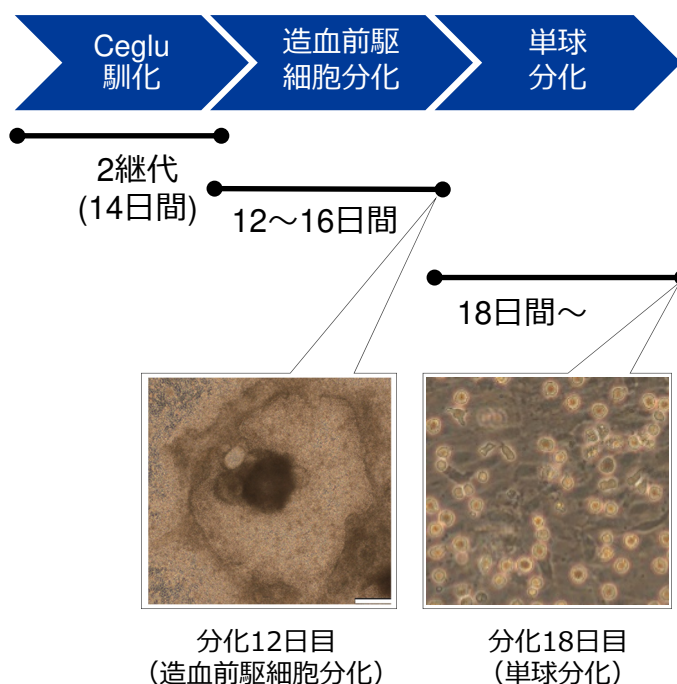 Ceglu
馴化
造血前駆
細胞分化
単球
分化
2継代
(14日間)
12～16日間
18日間～
分化12日目
（造血前駆細胞分化）
分化18日目
（単球分化）